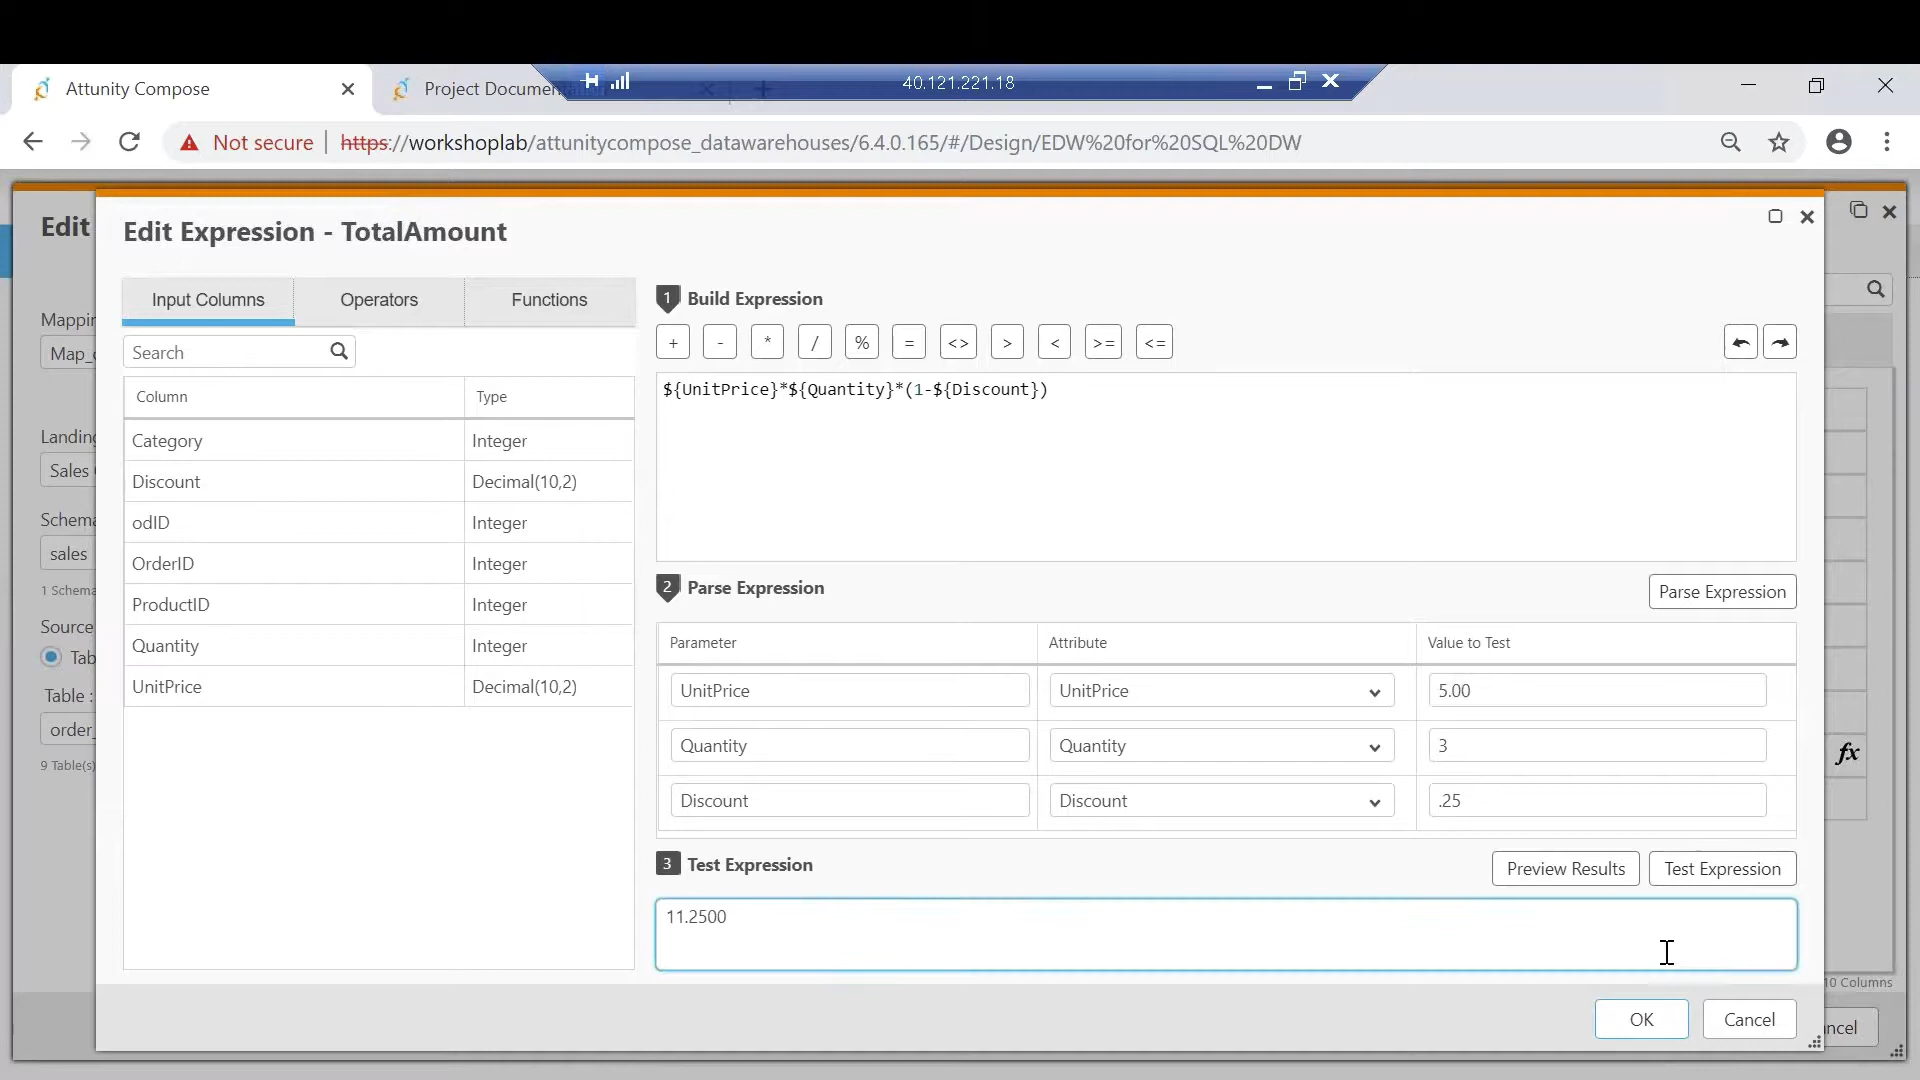 Attunity Compose
Project Documen
40.121.221.18
Not secure
https://workshoplab/attunitycompose_datawarehouses/6.4.0.165/#/Design/EDW%20for%20SQL%20DW
Edit
Edit Expression - TotalAmount
Mappin
Map_
Landing
Sales
Schema
sales
1 Schema
Source
Tab
Table :
order_
9 Table(s)
Input Columns
Operators
Functions
Search
Column
Type
Category
Integer
Discount
Decimal(10,2)
odID
Integer
OrderID
Integer
ProductID
Integer
Quantity
Integer
UnitPrice
Decimal(10,2)
1 Build Expression
+ - * / % = <> > < >= <=
${UnitPrice}*${Quantity}*(1-${Discount})
2 Parse Expression
Parse Expression
Parameter
Attribute
Value to Test
UnitPrice
UnitPrice
5.00
Quantity
Quantity
3
Discount
Discount
.25
3 Test Expression
Preview Results
Test Expression
11.2500
OK
Cancel
fx
10 Columns
ncel